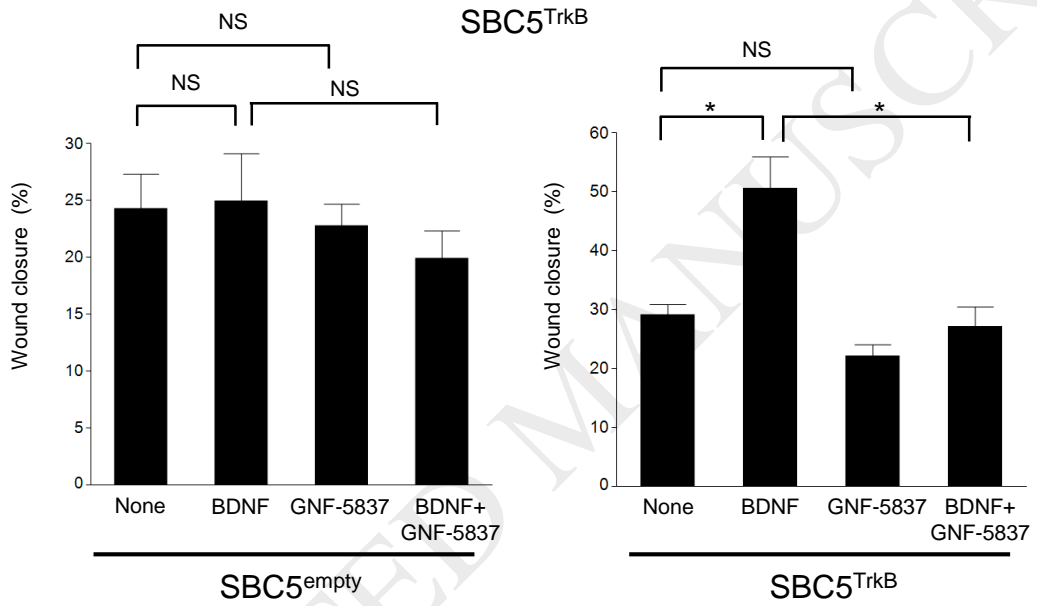 SBC5TrkB
NS
NS
NS
Wound closure (%)
30
25
20
15
10
5
0
None
BDNF
GNF-5837
BDNF+
GNF-5837
SBC5empty
NS
*
*
Wound closure (%)
60
50
40
30
20
10
0
None
BDNF
GNF-5837
BDNF+
GNF-5837
SBC5TrkB
TED MANUSCR